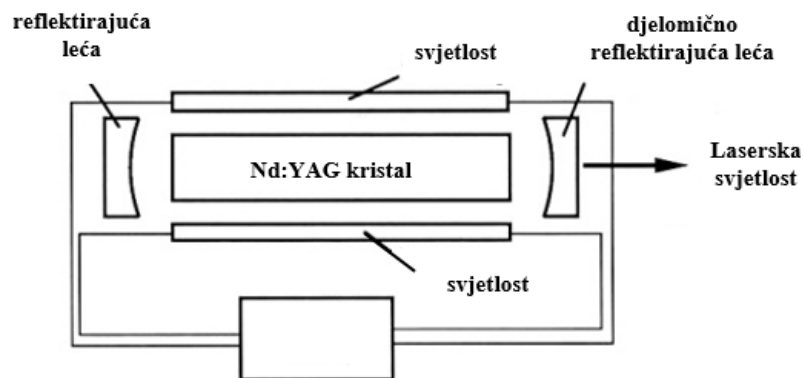 reflektirajuća
leća
svjetlost
djelomično
reflektirajuća leća
Nd:YAG kristal
Laserska
svjetlost
svjetlost